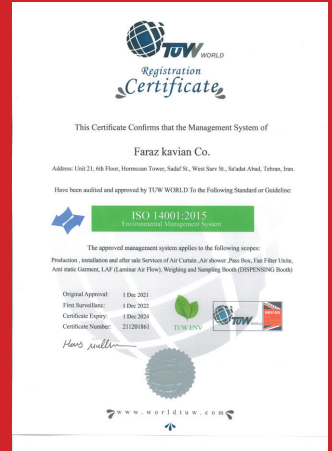 TUW WORLD
Registration
Certificate
This Certificate Confirms that the Management System of
Faraz kavian Co.
Address: Unit 21, 6th Floor, Hormozan Tower, Sadaf St., West Sarv St., Sa'adat Abad, Tehran, Iran.
Have been audited and approved by TUW WORLD To the Following Standard or Guideline:
ISO 14001:2015
Environmental Management System
The approved management system applies to the following scopes:
Production , installation and after sale Services of Air Curtain ,Air shower ,Pass Box, Fan Filter Unite,
Anti static Garment, LAF (Laminar Air Flow), Weighing and Sampling Booth (DISPENSING Booth)
Original Approval: 1 Dec 2021
First Surveillane: 1 Dec 2022
Certificate Expiry: 1 Dec 2024
Certificate Number: 211201861
TUW ENV
TUW
www.worldtuw.com